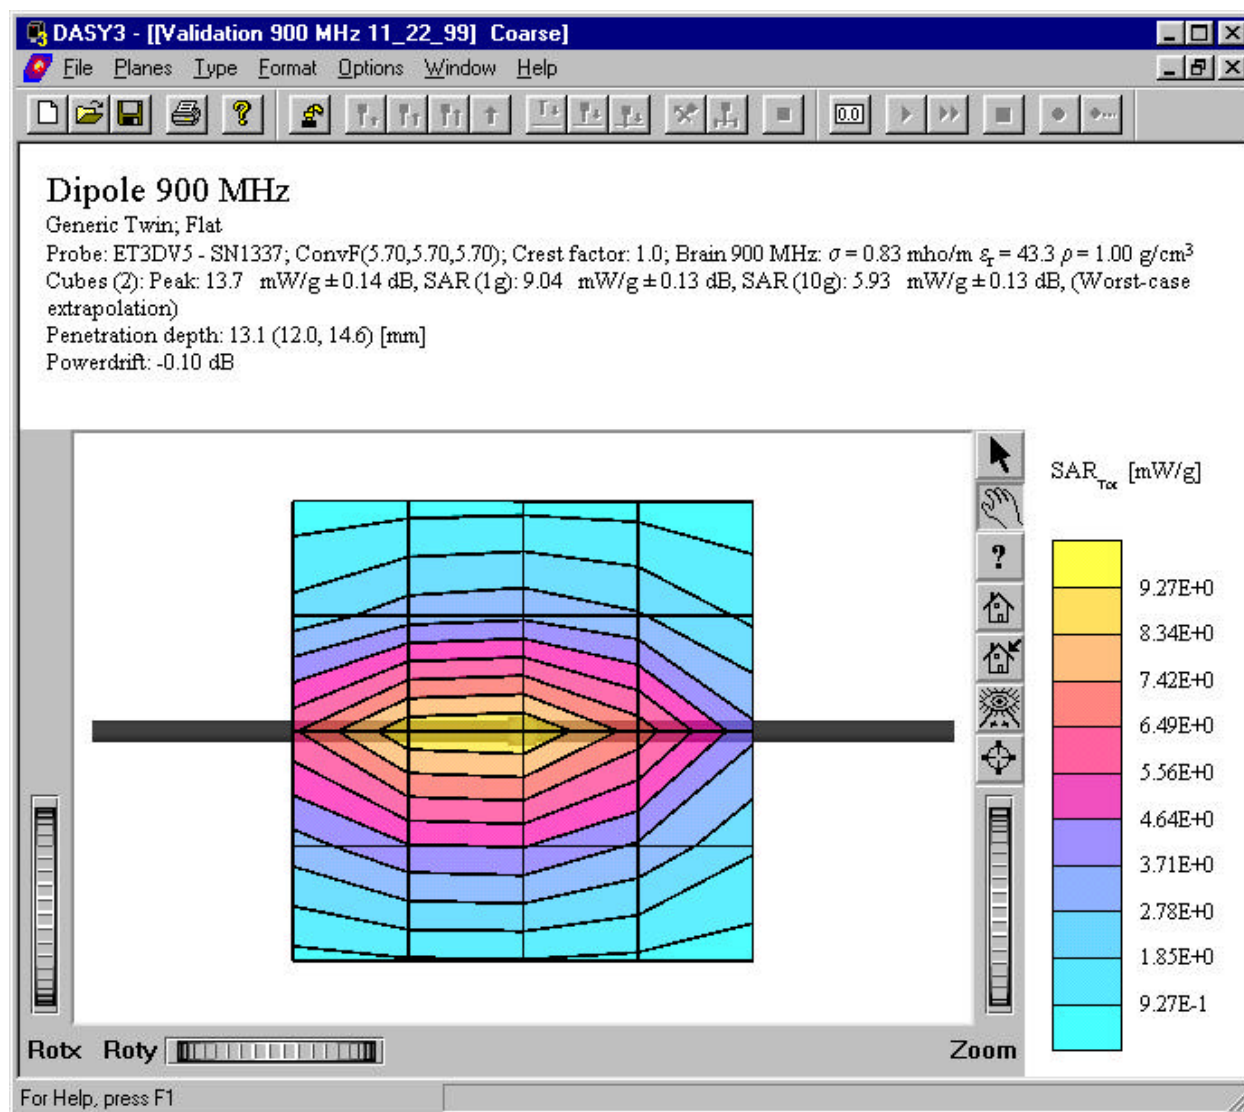 DASY3 - [[Validation 900 MHz 11_22_99] Coarse]
File Planes Type Format Options Window Help
0.0
Dipole 900 MHz
Generic Twin; Flat
Probe: ET3DV5 - SN1337; ConvF(5.70,5.70,5.70); Crest factor: 1.0; Brain 900 MHz: σ = 0.83 mho/m εr = 43.3 ρ = 1.00 g/cm³
Cubes (2): Peak: 13.7 mW/g ± 0.14 dB, SAR (1g): 9.04 mW/g ± 0.13 dB, SAR (10g): 5.93 mW/g ± 0.13 dB, (Worst-case
extrapolation)
Penetration depth: 13.1 (12.0, 14.6) [mm]
Powerdrift: -0.10 dB
SAR Tot [mW/g]
9.27E+0
8.34E+0
7.42E+0
6.49E+0
5.56E+0
4.64E+0
3.71E+0
2.78E+0
1.85E+0
9.27E-1
Rotx Roty Zoom
For Help, press F1